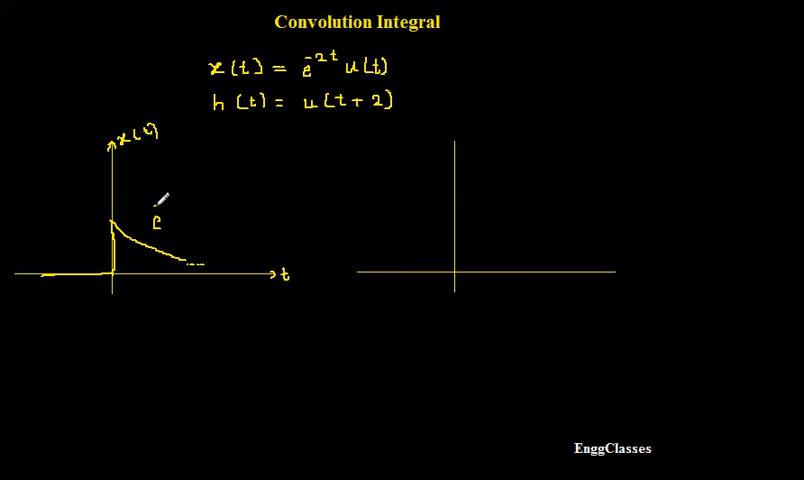 Convolution Integral
x(t) = e^-2t u(t)
h(t) = u(t+2)
x(t)
e
....
t
EnggClasses